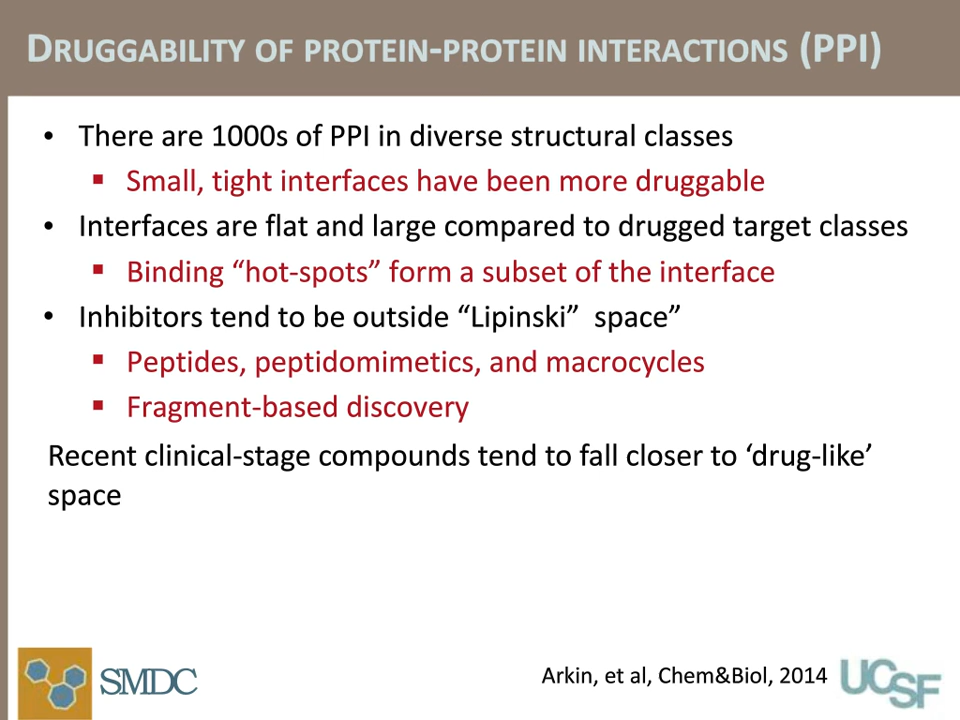 DRUGGABILITY OF PROTEIN-PROTEIN INTERACTIONS (PPI)
• There are 1000s of PPI in diverse structural classes
▪ Small, tight interfaces have been more druggable
• Interfaces are flat and large compared to drugged target classes
▪ Binding “hot-spots” form a subset of the interface
• Inhibitors tend to be outside “Lipinski”  space”
▪ Peptides, peptidomimetics, and macrocycles
▪ Fragment-based discovery
Recent clinical-stage compounds tend to fall closer to ‘drug-like’
space
SMDC
Arkin, et al, Chem&Biol, 2014
UCSF